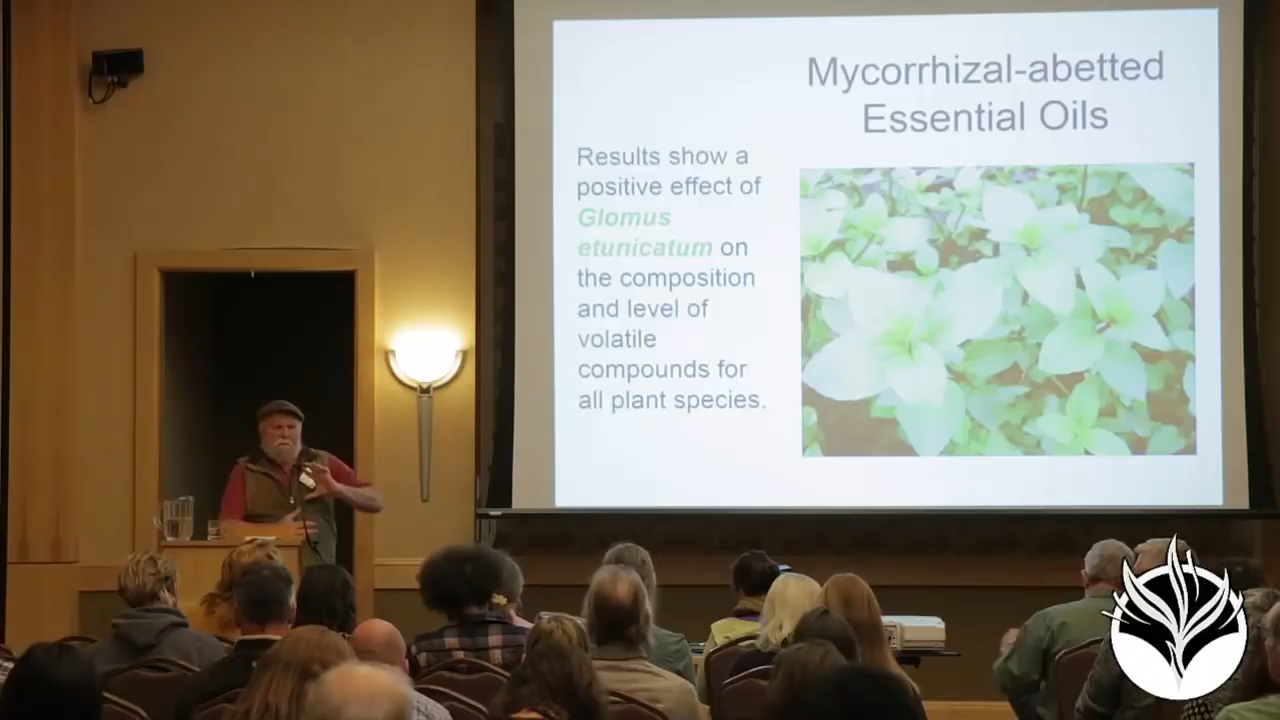 Mycorrhizal-abetted
Essential Oils
Results show a
positive effect of
Glomus
etunicatum on
the composition
and level of
volatile
compounds for
all plant species.